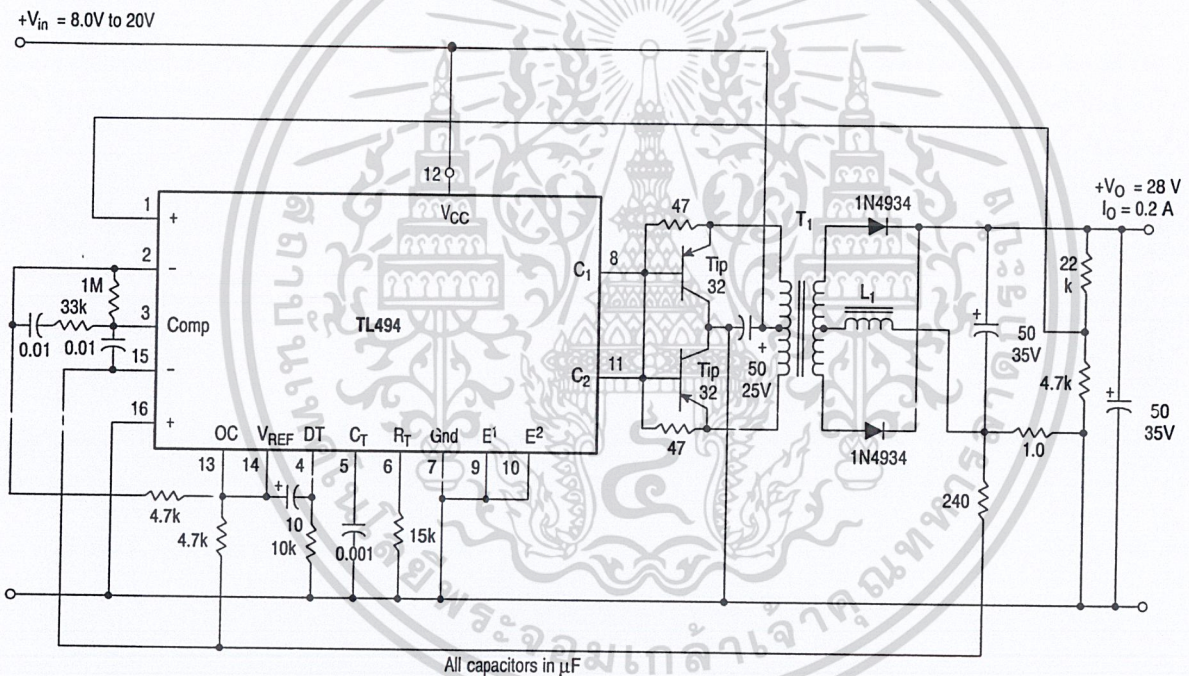 +Vin = 8.0V to 20V
12
VCC
1
+
2
−
1M
33k
3
Comp
0.01
0.01
15
−
16
+
TL494
C1
8
C2
11
OC
VREF
DT
CT
RT
Gnd
E1
E2
13
14
4
5
6
7
9
10
47
Tip
32
Tip
32
47
+
50
25V
T1
1N4934
L1
1N4934
+VO = 28 V
IO = 0.2 A
22
k
+
50
35V
4.7k
+
50
35V
1.0
240
4.7k
4.7k
+
10
10k
0.001
15k
All capacitors in μF